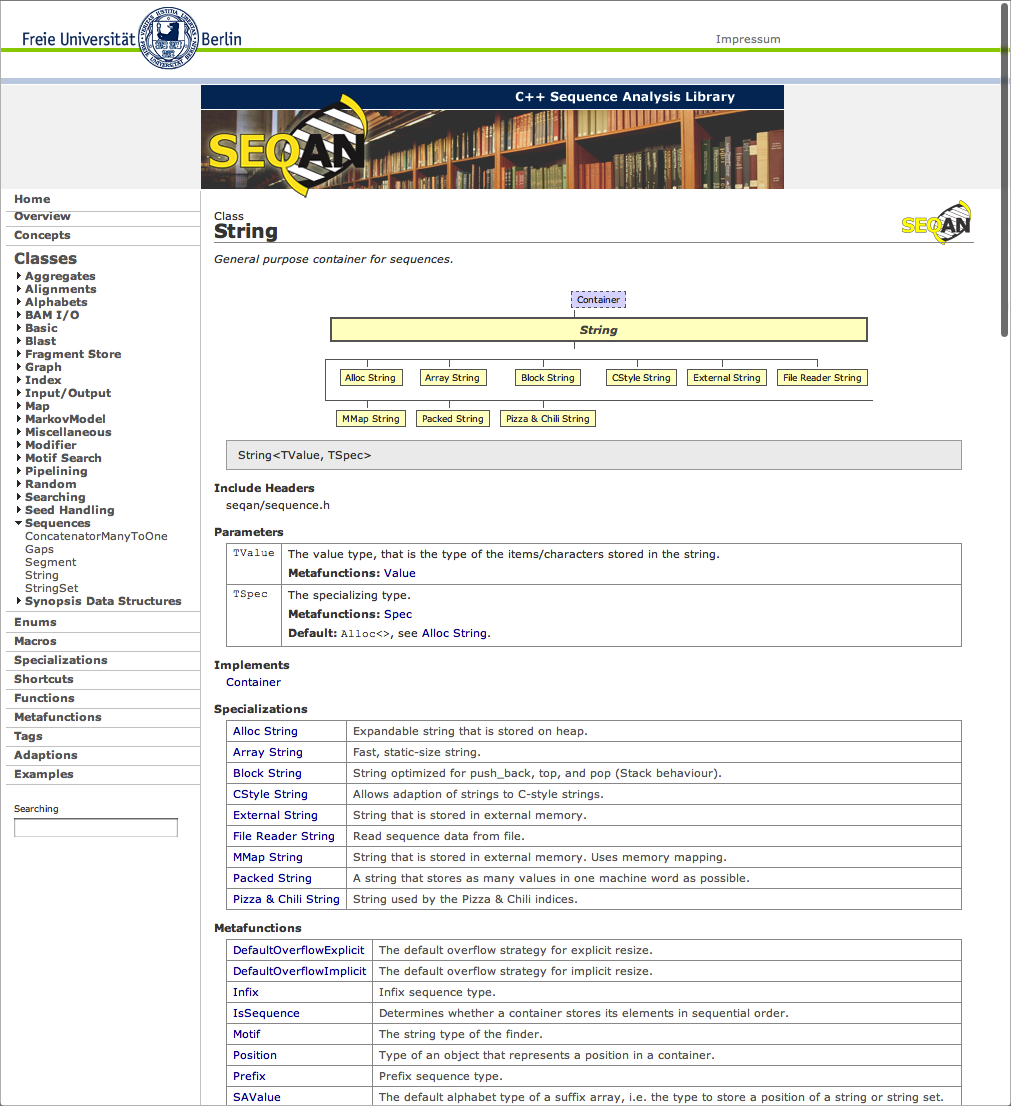 Freie Universität Berlin
Impressum
C++ Sequence Analysis Library
SEQAN
Home
Overview
Concepts
Classes
Aggregates
Alignments
Alphabets
BAM I/O
Basic
Blast
Fragment Store
Graph
Index
Input/Output
Map
MarkovModel
Miscellaneous
Modifier
Motif Search
Pipelining
Random
Searching
Seed Handling
Sequences
ConcatenatorManyToOne
Gaps
Segment
String
StringSet
Synopsis Data Structures
Enums
Macros
Specializations
Shortcuts
Functions
Metafunctions
Tags
Adaptions
Examples
Searching
Class
String
SEQAN
General purpose container for sequences.
Container
String
Alloc String Array String Block String CStyle String External String File Reader String
MMap String Packed String Pizza & Chili String
String<TValue, TSpec>
Include Headers
seqan/sequence.h
Parameters
TValue The value type, that is the type of the items/characters stored in the string.
Metafunctions: Value
TSpec The specializing type.
Metafunctions: Spec
Default: Alloc<>, see Alloc String.
Implements
Container
Specializations
Alloc String Expandable string that is stored on heap.
Array String Fast, static-size string.
Block String String optimized for push_back, top, and pop (Stack behaviour).
CStyle String Allows adaption of strings to C-style strings.
External String String that is stored in external memory.
File Reader String Read sequence data from file.
MMap String String that is stored in external memory. Uses memory mapping.
Packed String A string that stores as many values in one machine word as possible.
Pizza & Chili String String used by the Pizza & Chili indices.
Metafunctions
DefaultOverflowExplicit The default overflow strategy for explicit resize.
DefaultOverflowImplicit The default overflow strategy for implicit resize.
Infix Infix sequence type.
IsSequence Determines whether a container stores its elements in sequential order.
Motif The string type of the finder.
Position Type of an object that represents a position in a container.
Prefix Prefix sequence type.
SAValue The default alphabet type of a suffix array, i.e. the type to store a position of a string or string set.